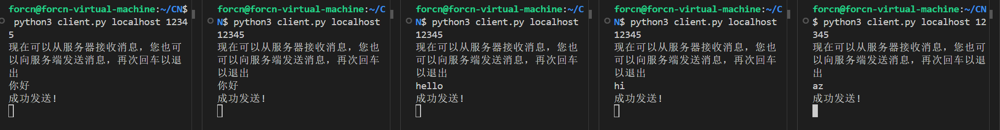 forcn@forcn-virtual-machine:~/CN$
 python3 client.py localhost 1234
5
现在可以从服务器接收消息，您也可
以向服务端发送消息，再次回车以退
出
你好
成功发送!
forcn@forcn-virtual-machine:~/C
N$ python3 client.py localhost
12345
现在可以从服务器接收消息，您也
可以向服务端发送消息，再次回车
以退出
你好
成功发送!
forcn@forcn-virtual-machine:~/C
N$ python3 client.py localhost
12345
现在可以从服务器接收消息，您也
可以向服务端发送消息，再次回车
以退出
hello
成功发送!
forcn@forcn-virtual-machine:~/C
N$ python3 client.py localhost
12345
现在可以从服务器接收消息，您也
可以向服务端发送消息，再次回车
以退出
hi
成功发送!
forcn@forcn-virtual-machine:~/CN
$ python3 client.py localhost 12
345
现在可以从服务器接收消息，您也可
以向服务端发送消息，再次回车以退
出
az
成功发送!